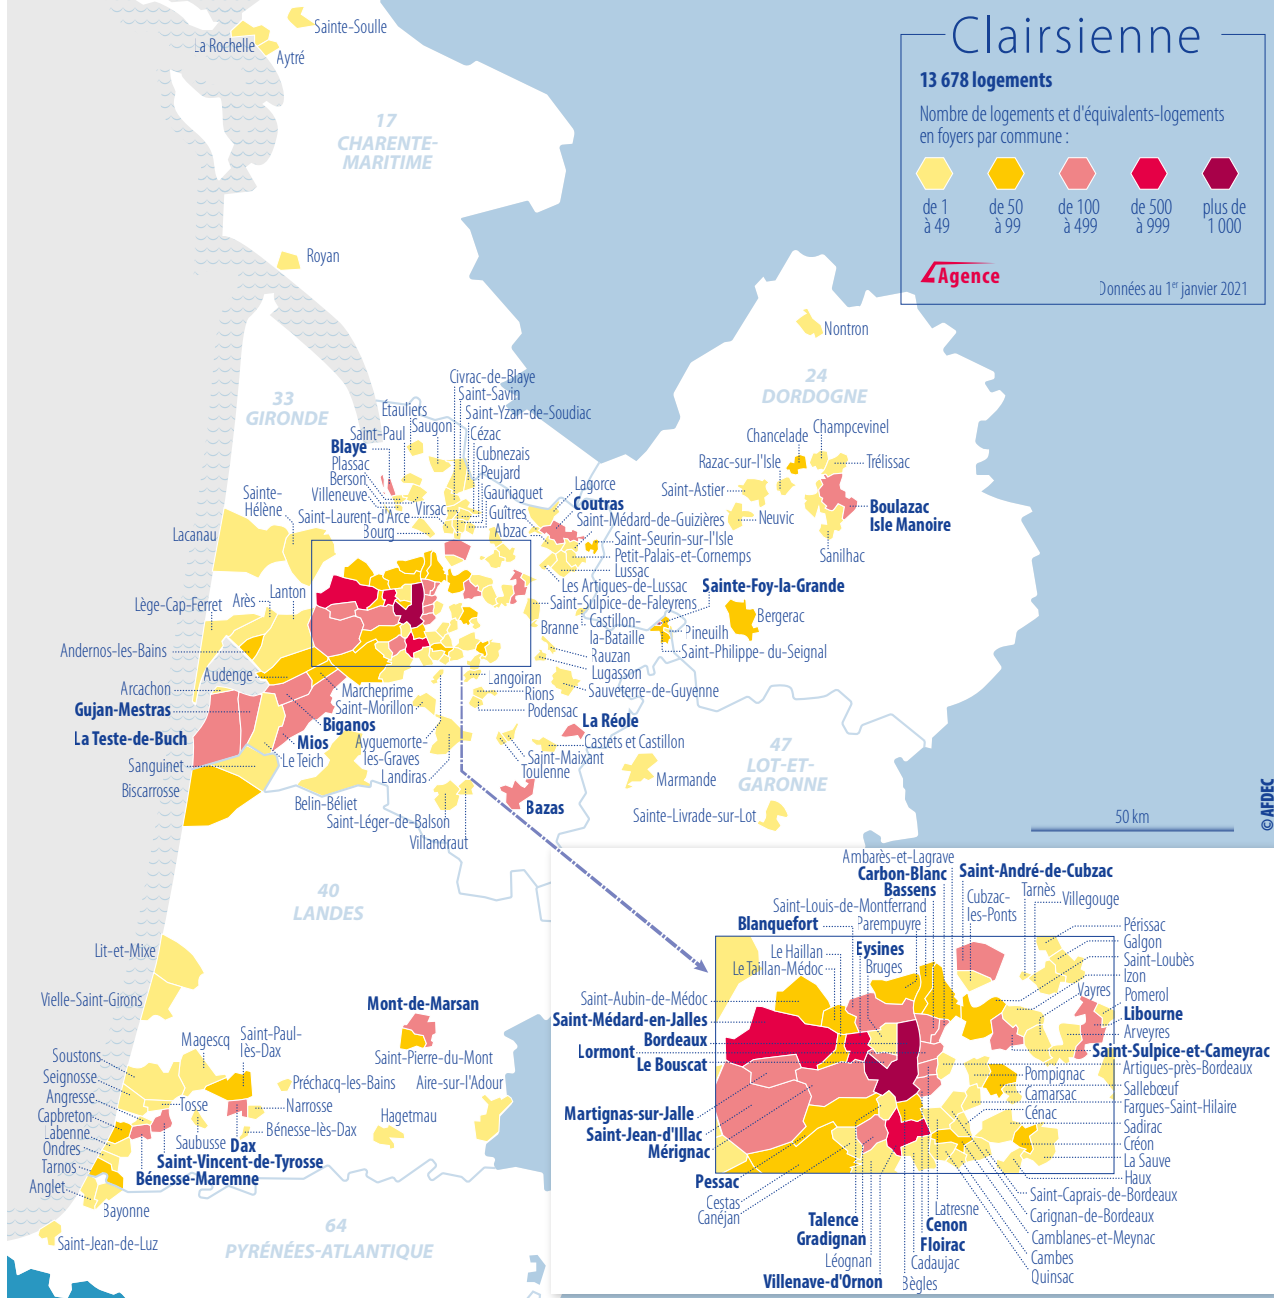 Clairsienne
13 678 logements
Nombre de logements et d'équivalents-logements
en foyers par commune :
de 1
à 49
de 50
à 99
de 100
à 499
de 500
à 999
plus de
1 000
Agence
Données au 1er janvier 2021
Sainte-Soulle
La Rochelle
Aytré
17
CHARENTE-
MARITIME
Royan
Nontron
24
DORDOGNE
33
GIRONDE
Civrac-de-Blaye
Saint-Savin
Étauliers
Saint-Yzan-de-Soudiac
Saugon
Saint-Paul
Cézac
Blaye
Cubnezais
Plassac
Peujard
Berson
Gauriaguet
Villeneuve
Virsac
Guîtres
Saint-Laurent-d'Arce
Bourg
Abzac
Sainte-
Hélène
Lacanau
Lagorce
Coutras
Saint-Médard-de-Guizières
Saint-Seurin-sur-l'Isle
Petit-Palais-et-Cornemps
Lussac
Les Artigues-de-Lussac
Saint-Sulpice-de-Faleyrens
Champcevinel
Chancelade
Razac-sur-l'Isle
Trélissac
Saint-Astier
Boulazac
Isle Manoire
Neuvic
Sanilhac
Sainte-Foy-la-Grande
Bergerac
Pineuilh
Saint-Philippe- du-Seignal
Castillon-
la-Bataille
Branne
Rauzan
Lugasson
Sauveterre-de-Guyenne
Lanton
Arès
Lège-Cap-Ferret
Andernos-les-Bains
Audenge
Arcachon
Gujan-Mestras
La Teste-de-Buch
Sanguinet
Biscarrosse
Marcheprime
Saint-Morillon
Biganos
Mios
Le Teich
Ayguemorte-
les-Graves
Landiras
Belin-Béliet
Saint-Léger-de-Balson
Villandraut
Langoiran
Rions
Podensac
La Réole
Castets et Castillon
Saint-Maixant
Toulenne
Bazas
Marmande
Sainte-Livrade-sur-Lot
47
LOT-ET-
GARONNE
50 km
© AFDEC
40
LANDES
Lit-et-Mixe
Vielle-Saint-Girons
Mont-de-Marsan
Saint-Pierre-du-Mont
Magescq
Saint-Paul-
lès-Dax
Soustons
Seignosse
Angresse
Capbreton
Labenne
Ondres
Tarnos
Anglet
Bayonne
Saint-Jean-de-Luz
Tosse
Saubusse
Dax
Saint-Vincent-de-Tyrosse
Bénesse-Maremne
Préchacq-les-Bains
Narrosse
Bénesse-lès-Dax
Aire-sur-l'Adour
Hagetmau
64
PYRÉNÉES-ATLANTIQUE
Ambarès-et-Lagrave
Carbon-Blanc
Bassens
Saint-André-de-Cubzac
Saint-Louis-de-Montferrand
Cubzac-
les-Ponts
Tarnès
Villegouge
Blanquefort
Parempuyre
Périssac
Le Haillan
Eysines
Galgon
Le Taillan-Médoc
Bruges
Saint-Loubès
Izon
Saint-Aubin-de-Médoc
Vayres
Pomerol
Saint-Médard-en-Jalles
Libourne
Bordeaux
Arveyres
Lormont
Saint-Sulpice-et-Cameyrac
Le Bouscat
Artigues-près-Bordeaux
Pompignac
Sallebœuf
Camarsac
Martignas-sur-Jalle
Fargues-Saint-Hilaire
Cénac
Saint-Jean-d'Illac
Sadirac
Mérignac
Créon
La Sauve
Pessac
Haux
Cestas
Saint-Caprais-de-Bordeaux
Canéjan
Latresne
Carignan-de-Bordeaux
Talence
Cenon
Gradignan
Floirac
Camblanes-et-Meynac
Léognan
Cadaujac
Cambes
Villenave-d'Ornon
Bègles
Quinsac